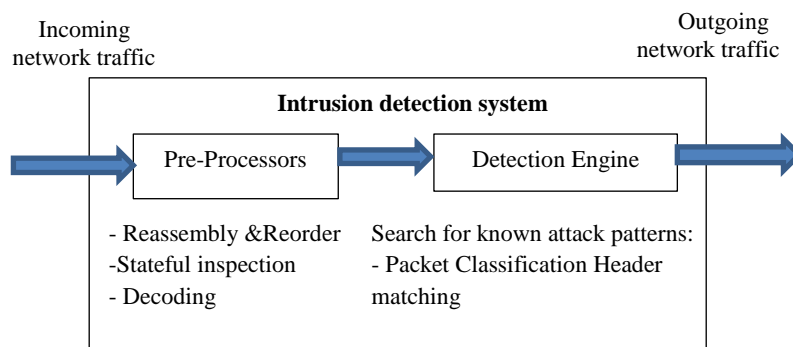 Incoming
network traffic
Outgoing
network traffic
Intrusion detection system
Pre-Processors
Detection Engine
- Reassembly &Reorder
-Stateful inspection
- Decoding
Search for known attack patterns:
- Packet Classification Header
matching